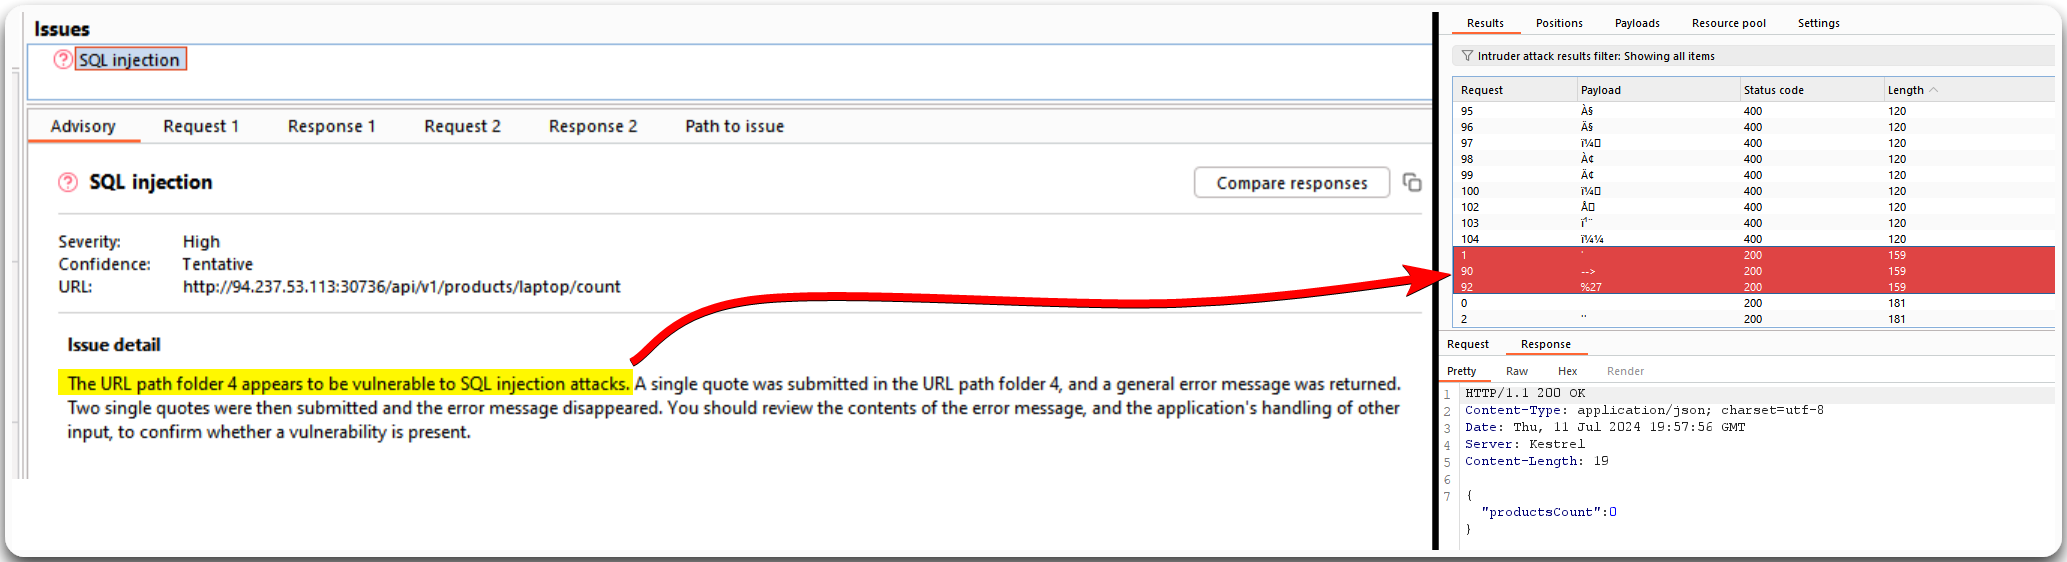 Issues
SQL injection
Advisory Request 1 Response 1 Request 2 Response 2 Path to issue
SQL injection
Compare responses
Severity: High
Confidence: Tentative
URL: http://94.237.53.113:30736/api/v1/products/laptop/count
Issue detail
The URL path folder 4 appears to be vulnerable to SQL injection attacks. A single quote was submitted in the URL path folder 4, and a general error message was returned.
Two single quotes were then submitted and the error message disappeared. You should review the contents of the error message, and the application's handling of other
input, to confirm whether a vulnerability is present.
Results Positions Payloads Resource pool Settings
Intruder attack results filter: Showing all items
Request Payload Status code Length
95 À§ 400 120
96 Ä§ 400 120
97 ï¼ 400 120
98 À¢ 400 120
99 Ä¢ 400 120
100 ï¼ 400 120
102 Â 400 120
103 ï¹¨ 400 120
104 ï¼¼ 400 120
1 ' 200 159
90 --> 200 159
92 %27 200 159
0 200 181
2 '' 200 181
Request Response
Pretty Raw Hex Render
1 HTTP/1.1 200 OK
2 Content-Type: application/json; charset=utf-8
3 Date: Thu, 11 Jul 2024 19:57:56 GMT
4 Server: Kestrel
5 Content-Length: 19
6
7 {
"productsCount":0
}